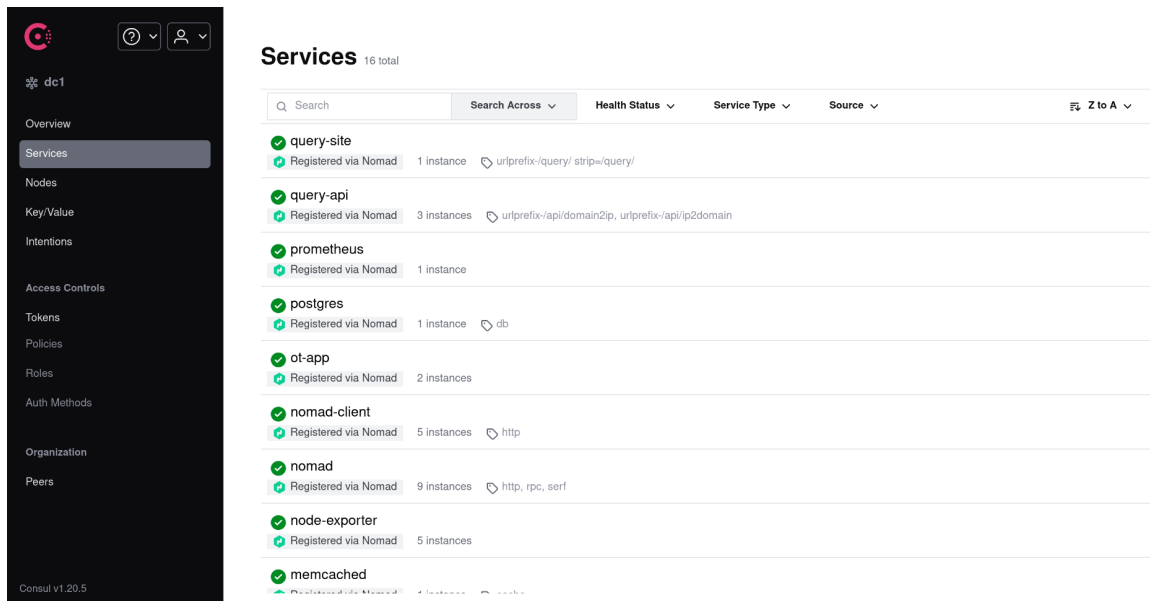 dc1
Overview
Services
Nodes
Key/Value
Intentions
Access Controls
Tokens
Policies
Roles
Auth Methods
Organization
Peers
Consul v1.20.5
Services 16 total
Search Search Across Health Status Service Type Source Z to A
query-site
Registered via Nomad 1 instance urlprefix-/query/ strip=/query/
query-api
Registered via Nomad 3 instances urlprefix-/api/domain2ip, urlprefix-/api/ip2domain
prometheus
Registered via Nomad 1 instance
postgres
Registered via Nomad 1 instance db
ot-app
Registered via Nomad 2 instances
nomad-client
Registered via Nomad 5 instances http
nomad
Registered via Nomad 9 instances http, rpc, serf
node-exporter
Registered via Nomad 5 instances
memcached
Registered via Nomad 1 instance